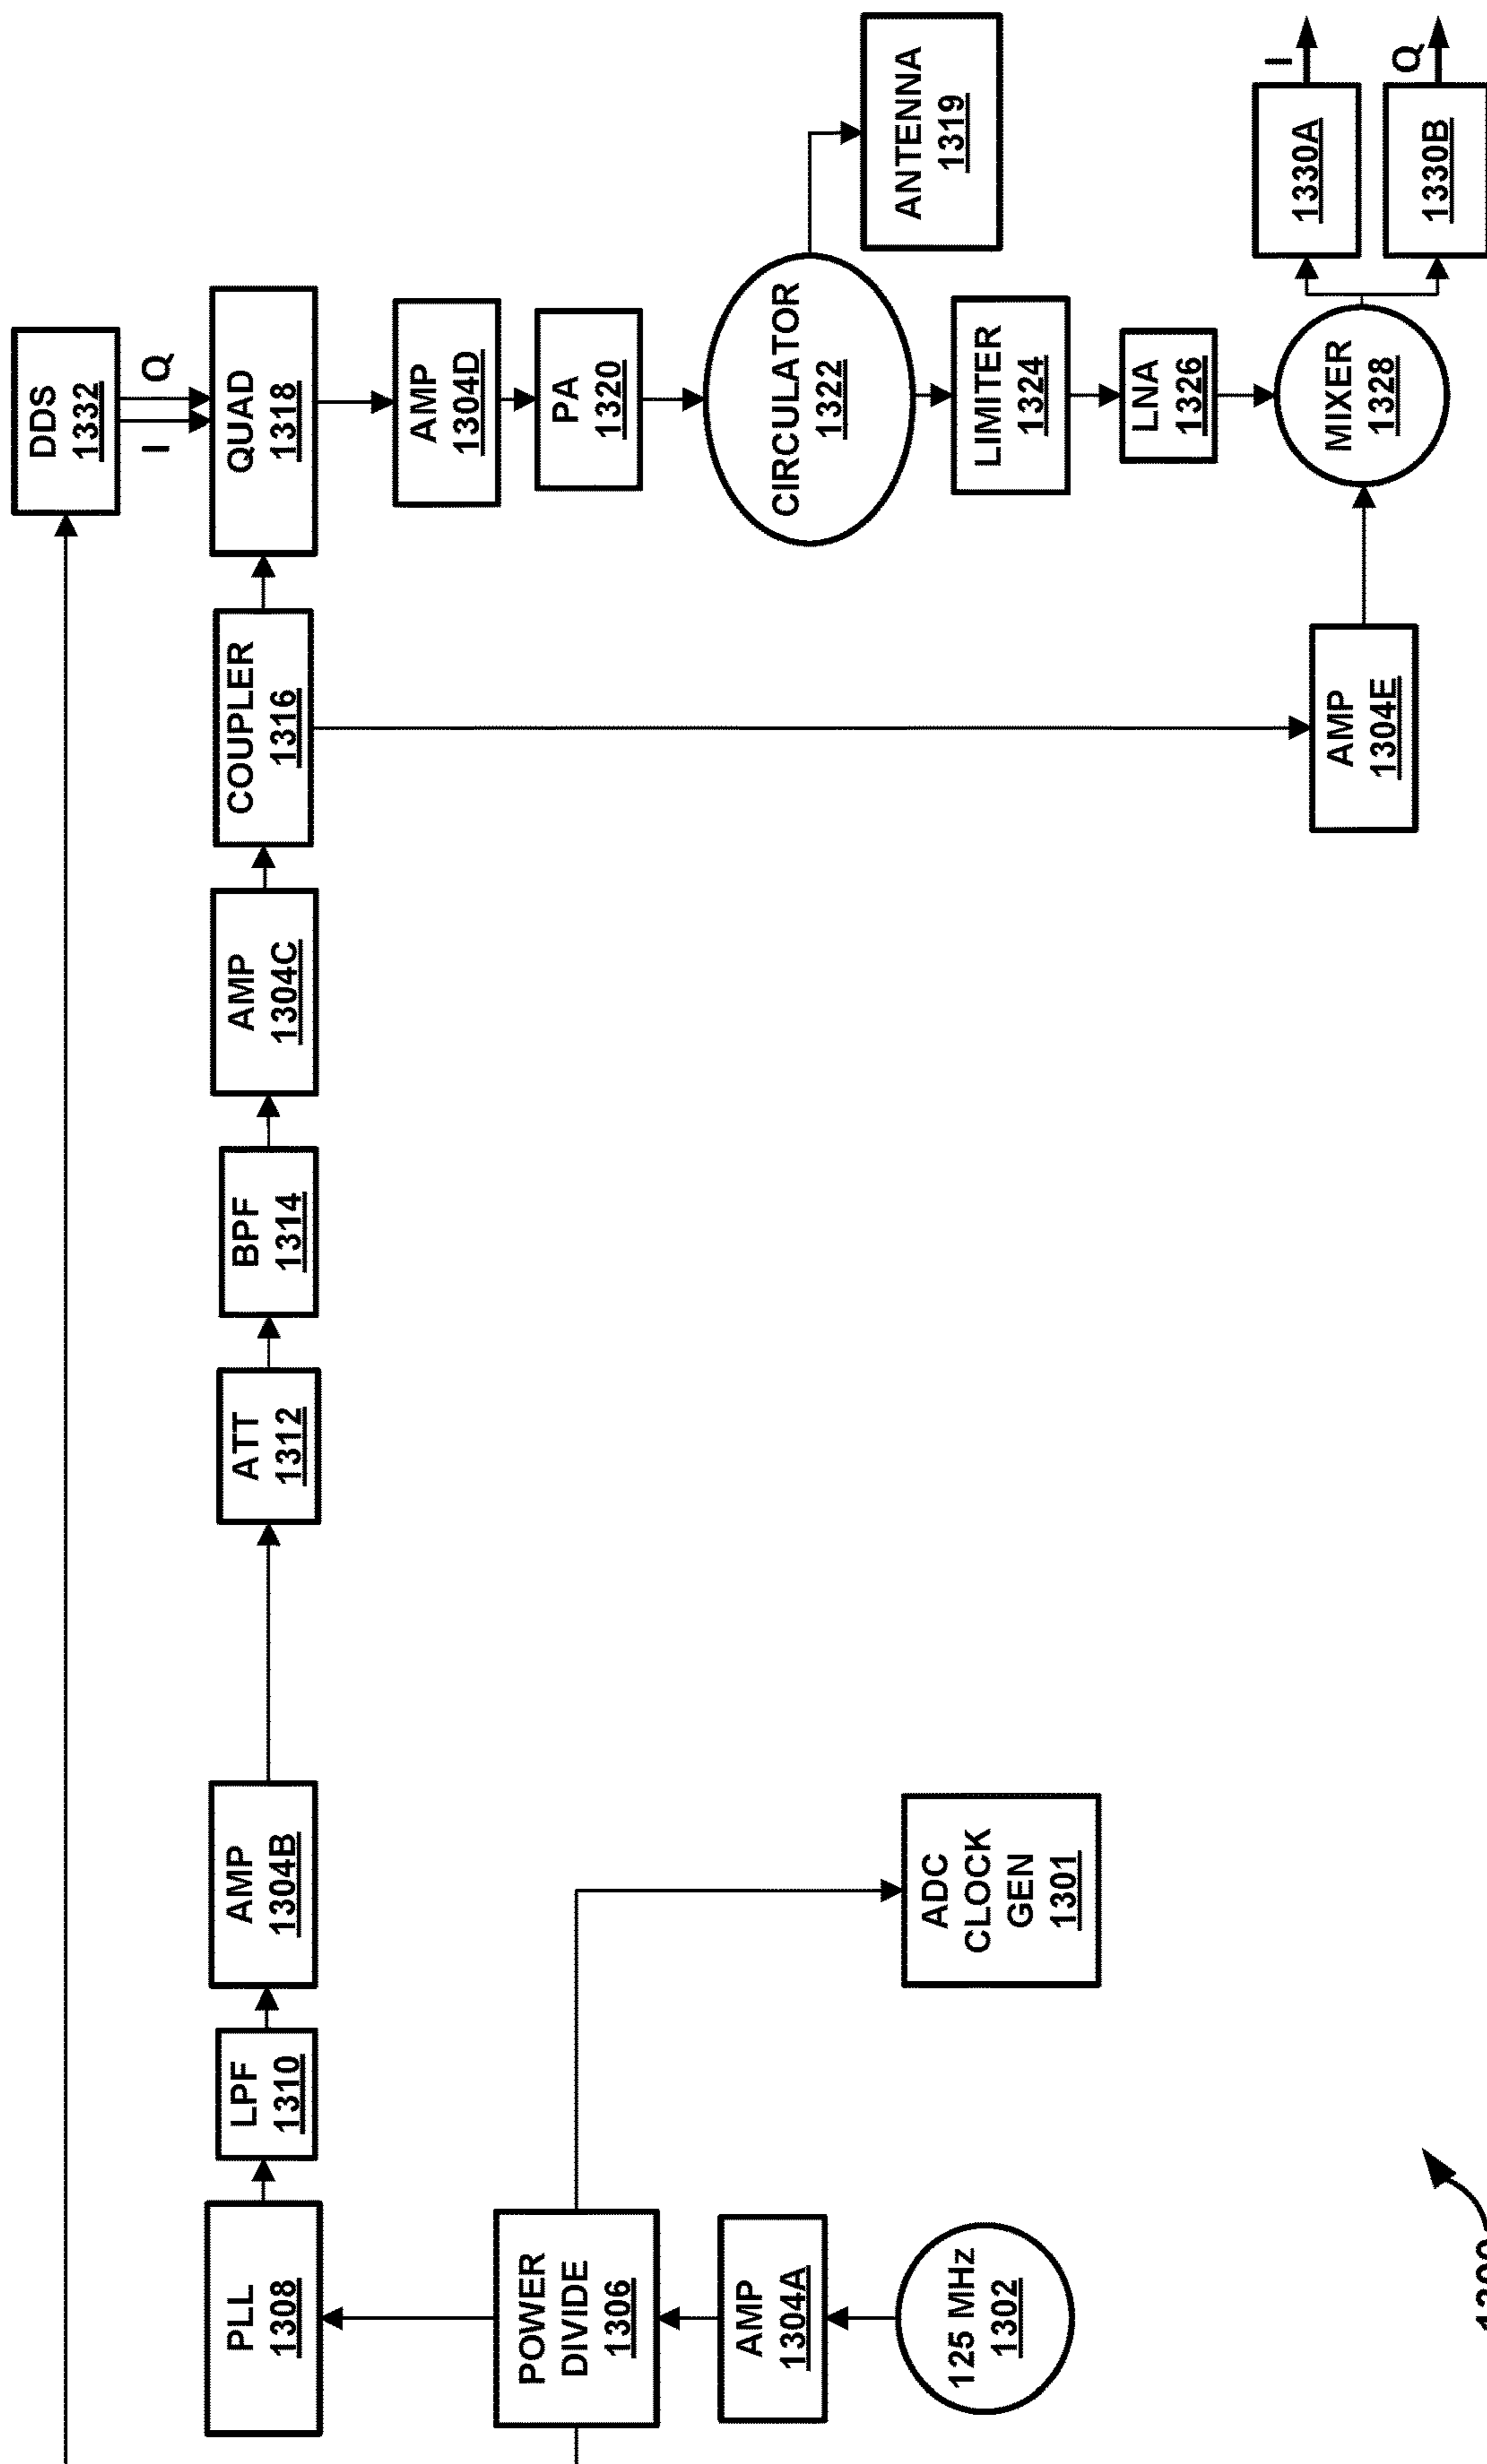 DDS
1332
I
Q
PLL
1308
LPF
1310
AMP
1304B
ATT
1312
BPF
1314
AMP
1304C
COUPLER
1316
QUAD
1318
AMP
1304D
POWER
DIVIDE
1306
PA
1320
AMP
1304A
CIRCULATOR
1322
ANTENNA
1319
125 MHz
1302
ADC
CLOCK
GEN
1301
LIMITER
1324
LNA
1326
AMP
1304E
MIXER
1328
1330A
I
1330B
Q
1300